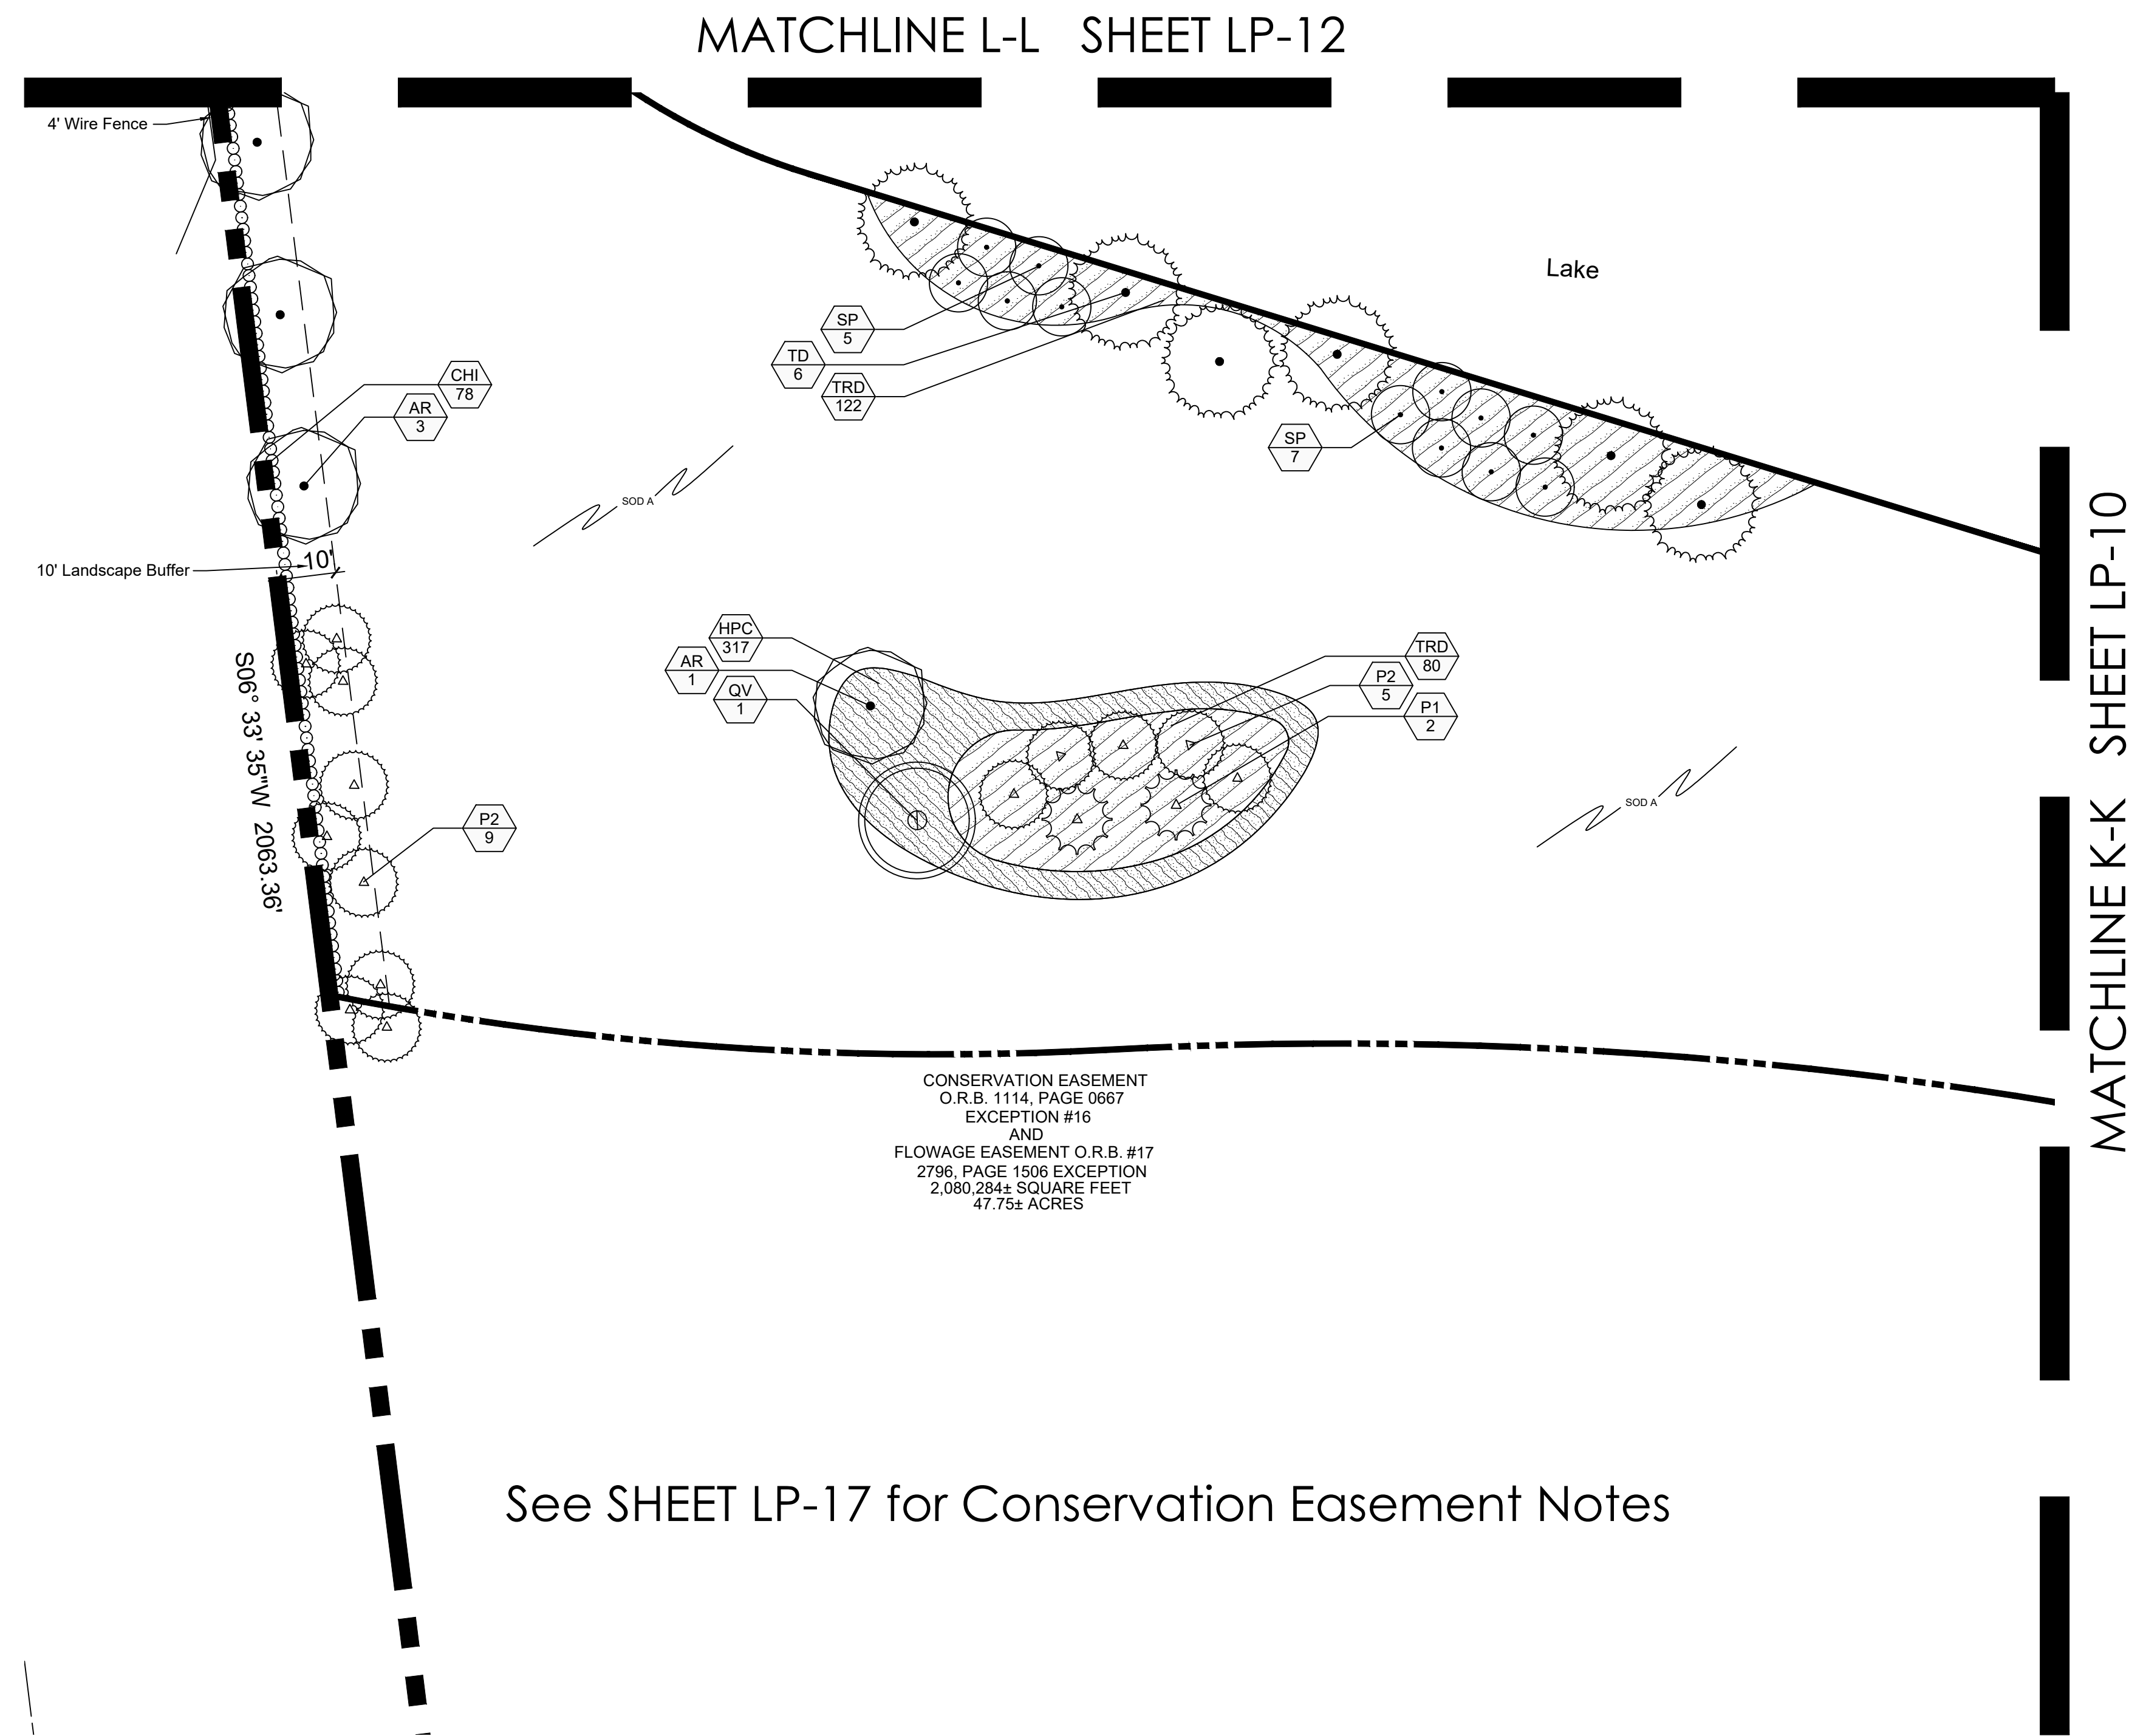 MATCHLINE L-L   SHEET LP-12
4' Wire Fence
Lake
SP
5
TD
6
TRD
122
CHI
78
AR
3
SP
7
SOD A
10'
10' Landscape Buffer
MATCHLINE K-K   SHEET LP-10
HPC
317
AR
1
QV
1
TRD
80
P2
5
P1
2
S06° 33' 35"W 2063.36'
P2
9
SOD A
CONSERVATION EASEMENT
O.R.B. 1114, PAGE 0667
EXCEPTION #16
AND
FLOWAGE EASEMENT O.R.B. #17
2796, PAGE 1506 EXCEPTION
2,080,284± SQUARE FEET
47.75± ACRES
See SHEET LP-17 for Conservation Easement Notes